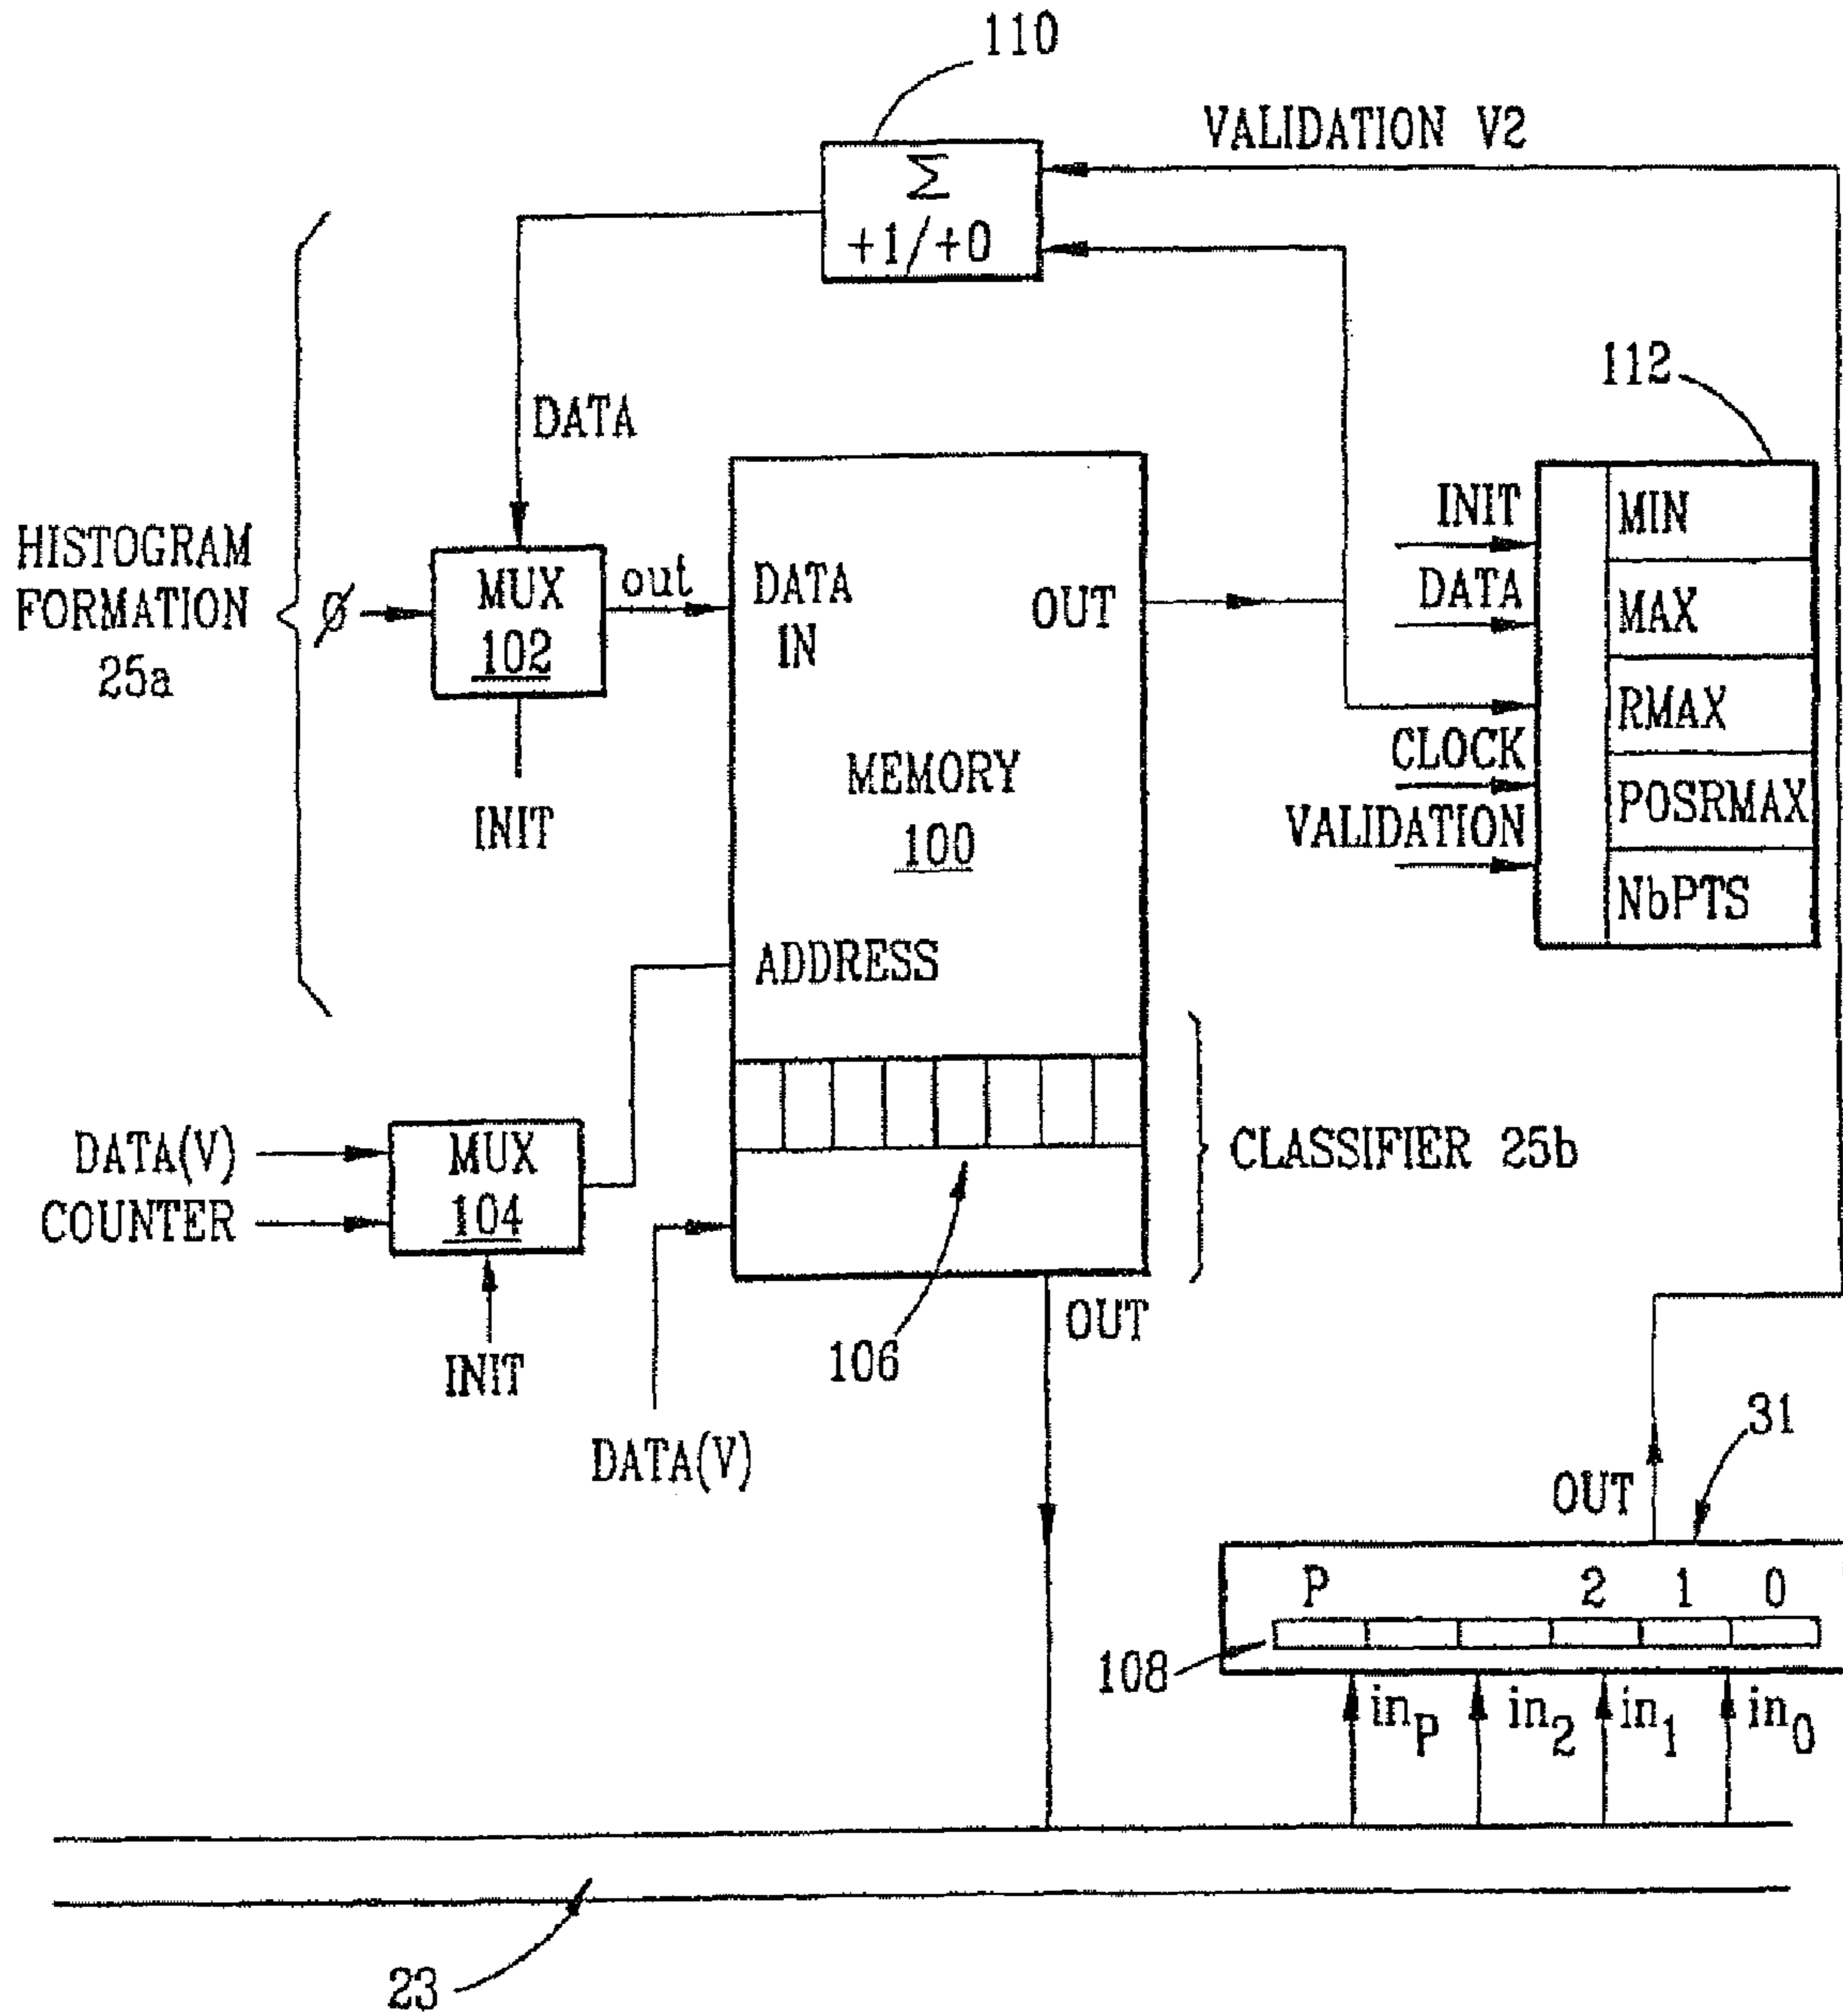 110
VALIDATION V2
Σ
+1/+0
112
DATA
INIT
MIN
HISTOGRAM
FORMATION
25a
Ø
MUX
102
out
DATA
IN
OUT
DATA
MAX
RMAX
INIT
MEMORY
100
CLOCK
POSRMAX
VALIDATION
NbPTS
ADDRESS
DATA(V)
COUNTER
MUX
104
CLASSIFIER 25b
INIT
106
OUT
DATA(V)
31
OUT
P 2 1 0
108
inP in2 in1 in0
23